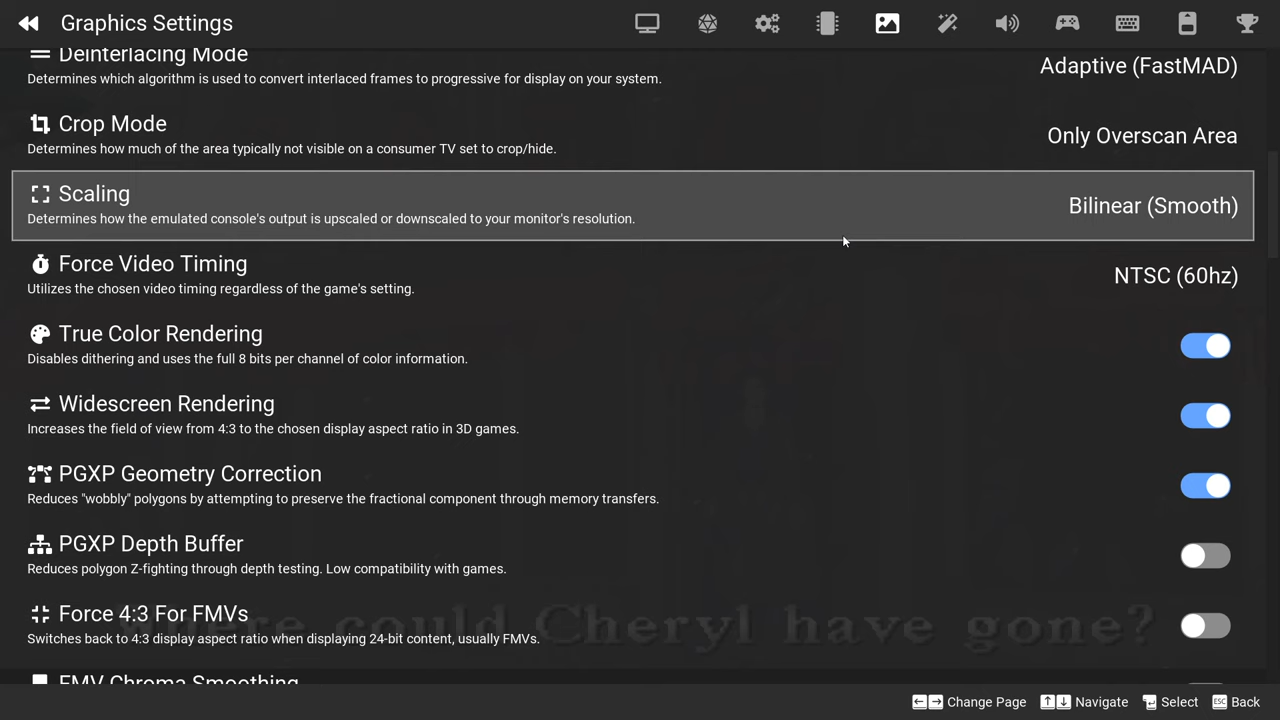 Graphics Settings
Deinterlacing Mode
Determines which algorithm is used to convert interlaced frames to progressive for display on your system.
Adaptive (FastMAD)
Crop Mode
Determines how much of the area typically not visible on a consumer TV set to crop/hide.
Only Overscan Area
Scaling
Determines how the emulated console's output is upscaled or downscaled to your monitor's resolution.
Bilinear (Smooth)
Force Video Timing
Utilizes the chosen video timing regardless of the game's setting.
NTSC (60hz)
True Color Rendering
Disables dithering and uses the full 8 bits per channel of color information.
Widescreen Rendering
Increases the field of view from 4:3 to the chosen display aspect ratio in 3D games.
PGXP Geometry Correction
Reduces "wobbly" polygons by attempting to preserve the fractional component through memory transfers.
PGXP Depth Buffer
Reduces polygon Z-fighting through depth testing. Low compatibility with games.
Force 4:3 For FMVs
could Cheryl have gone?
Switches back to 4:3 display aspect ratio when displaying 24-bit content, usually FMVs.
FMV Chroma Smoothing
Change Page Navigate Select ESC Back